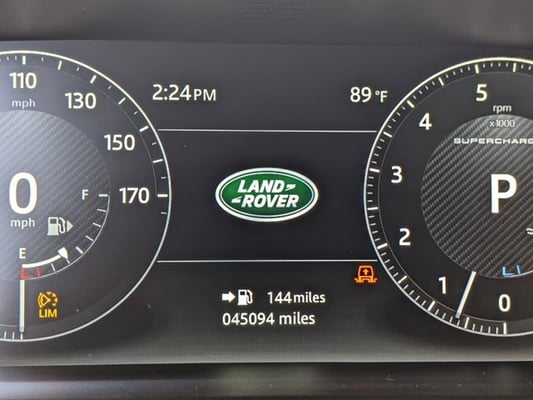 110
mph
130
150
170
0
mph
F
E
LIM
2:24PM
89°F
LAND
ROVER
144 miles
045094 miles
5
rpm
x1000
4
SUPERCHARG
3
P
2
1
0